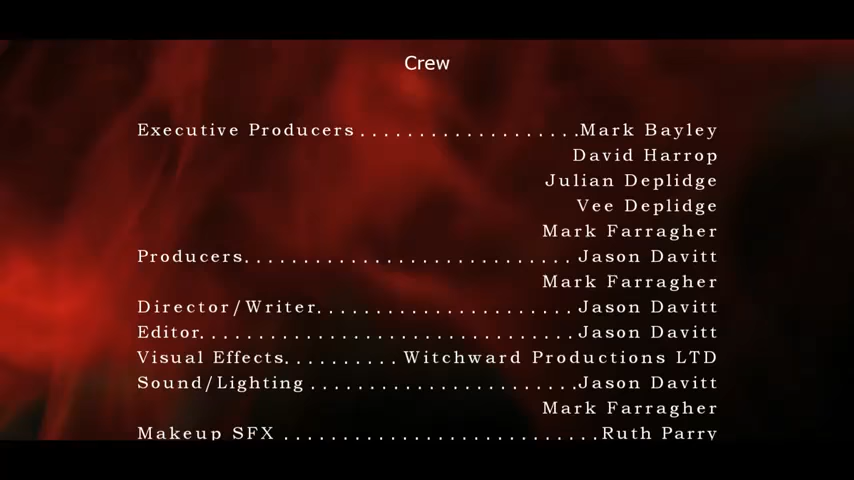 Crew
Executive Producers...................Mark Bayley
David Harrop
Julian Deplidge
Vee Deplidge
Mark Farragher
Producers............................Jason Davitt
Mark Farragher
Director/Writer......................Jason Davitt
Editor................................Jason Davitt
Visual Effects..........Witchward Productions LTD
Sound/Lighting.......................Jason Davitt
Mark Farragher
Makeup SFX...........................Ruth Parry